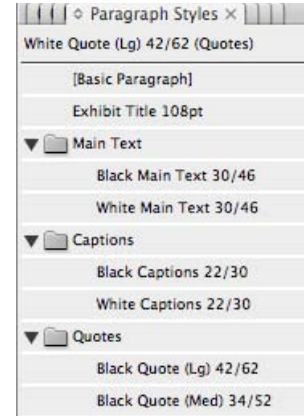 Paragraph Styles
White Quote (Lg) 42/62 (Quotes)
[Basic Paragraph]
Exhibit Title 108pt
Main Text
Black Main Text 30/46
White Main Text 30/46
Captions
Black Captions 22/30
White Captions 22/30
Quotes
Black Quote (Lg) 42/62
Black Quote (Med) 34/52